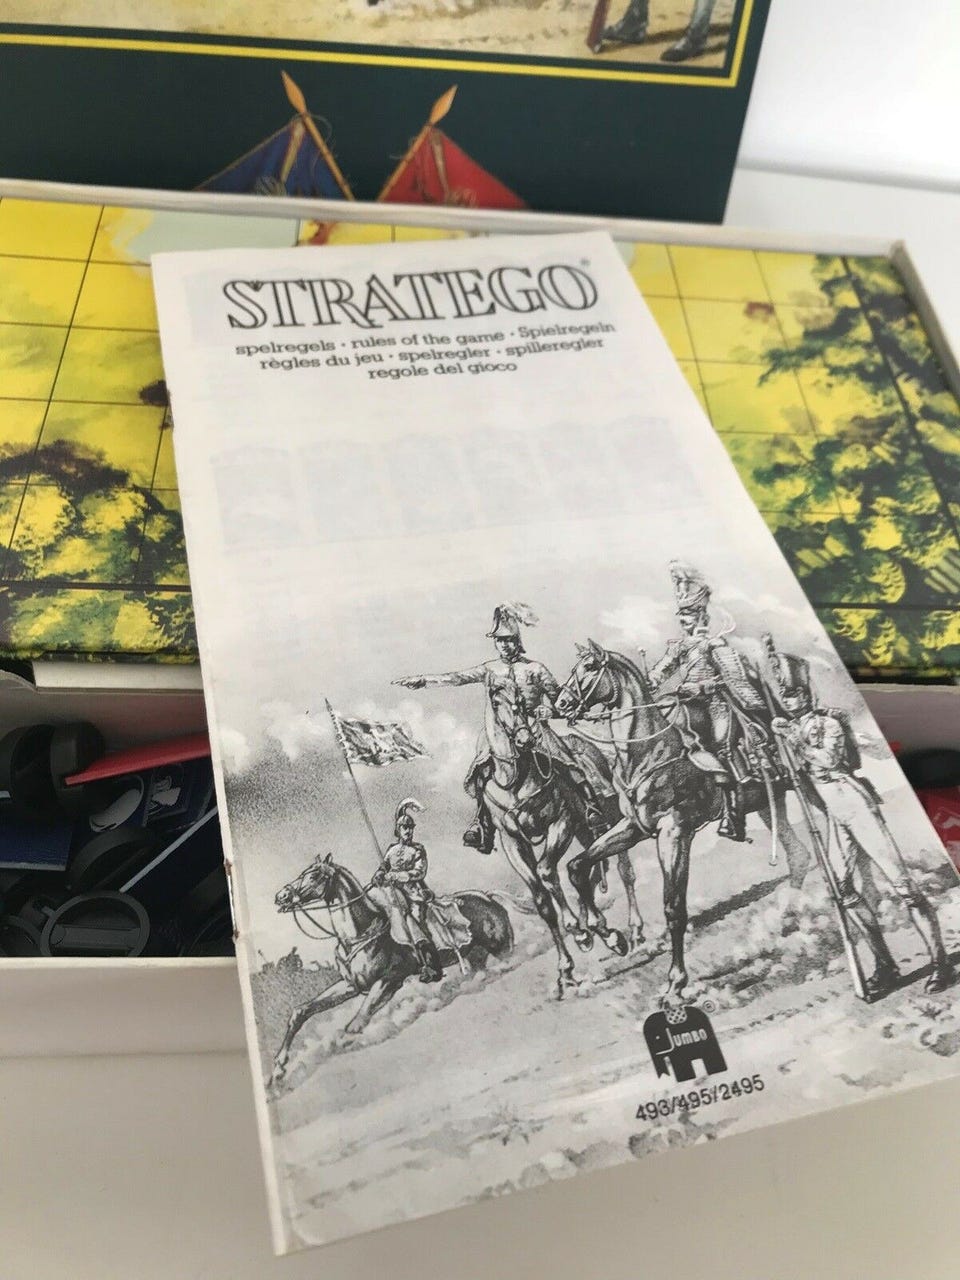 STRATEGO®
spelregels · rules of the game · Spielregeln
règles du jeu · spelregler · spilleregler
regole del gioco
JUMBO ®
493/495/2495